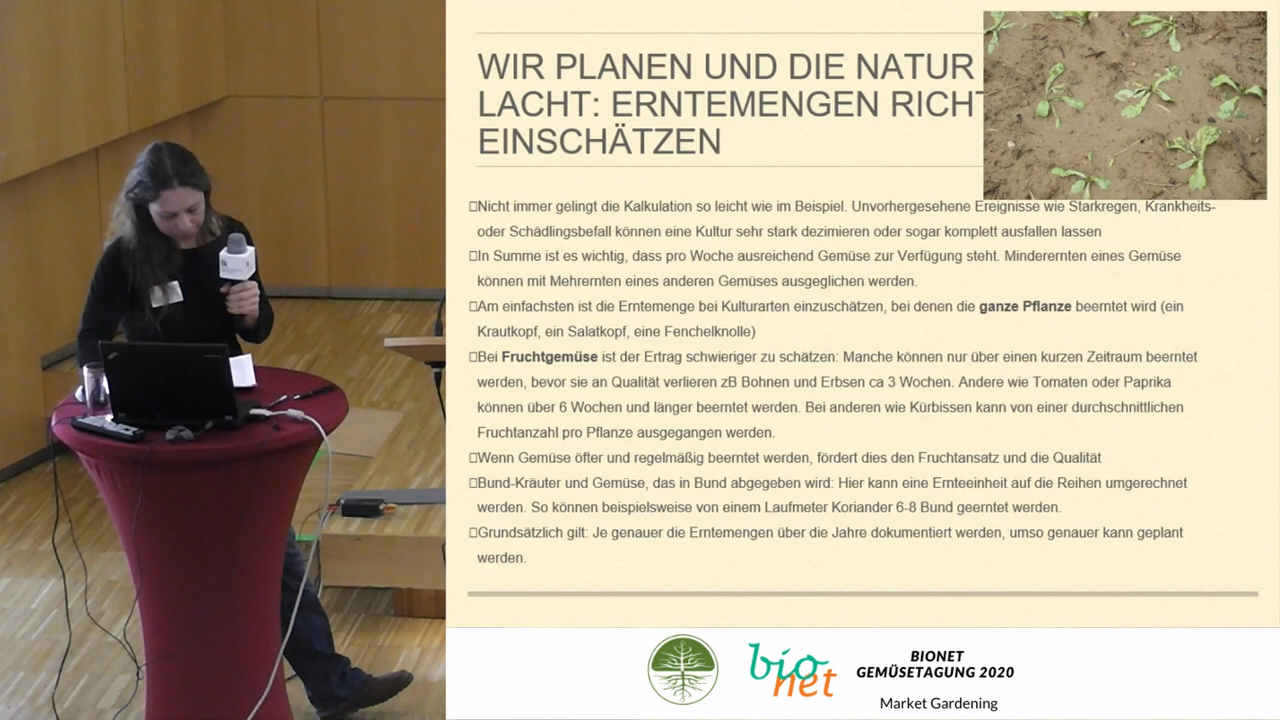 WIR PLANEN UND DIE NATUR
LACHT: ERNTEMENGEN RICHT
EINSCHÄTZEN
Nicht immer gelingt die Kalkulation so leicht wie im Beispiel. Unvorhergesehene Ereignisse wie Starkregen, Krankheits-
oder Schädlingsbefall können eine Kultur sehr stark dezimieren oder sogar komplett ausfallen lassen
In Summe ist es wichtig, dass pro Woche ausreichend Gemüse zur Verfügung steht. Minderernten eines Gemüse
können mit Mehrernten eines anderen Gemüses ausgeglichen werden.
Am einfachsten ist die Erntemenge bei Kulturarten einzuschätzen, bei denen die ganze Pflanze beerntet wird (ein
Krautkopf, ein Salatkopf, eine Fenchelknolle)
Bei Fruchtgemüse ist der Ertrag schwieriger zu schätzen: Manche können nur über einen kurzen Zeitraum beerntet
werden, bevor sie an Qualität verlieren zB Bohnen und Erbsen ca 3 Wochen. Andere wie Tomaten oder Paprika
können über 6 Wochen und länger beerntet werden. Bei anderen wie Kürbissen kann von einer durchschnittlichen
Fruchtanzahl pro Pflanze ausgegangen werden.
Wenn Gemüse öfter und regelmäßig beerntet werden, fördert dies den Fruchtansatz und die Qualität
Bund-Kräuter und Gemüse, das in Bund abgegeben wird: Hier kann eine Ernteeinheit auf die Reihen umgerechnet
werden. So können beispielsweise von einem Laufmeter Koriander 6-8 Bund geerntet werden.
Grundsätzlich gilt: Je genauer die Erntemengen über die Jahre dokumentiert werden, umso genauer kann geplant
werden.
bio
net
BIONET
GEMÜSETAGUNG 2020
Market Gardening